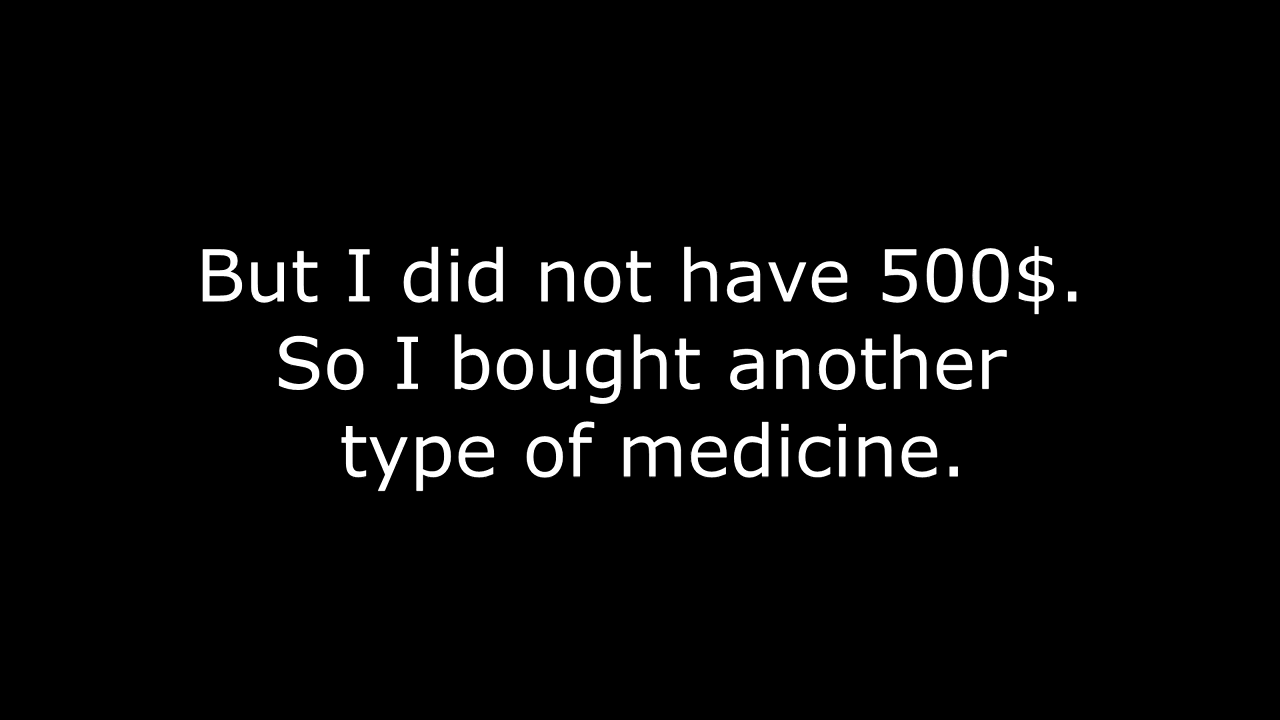 But I did not have 500$.
So I bought another
type of medicine.